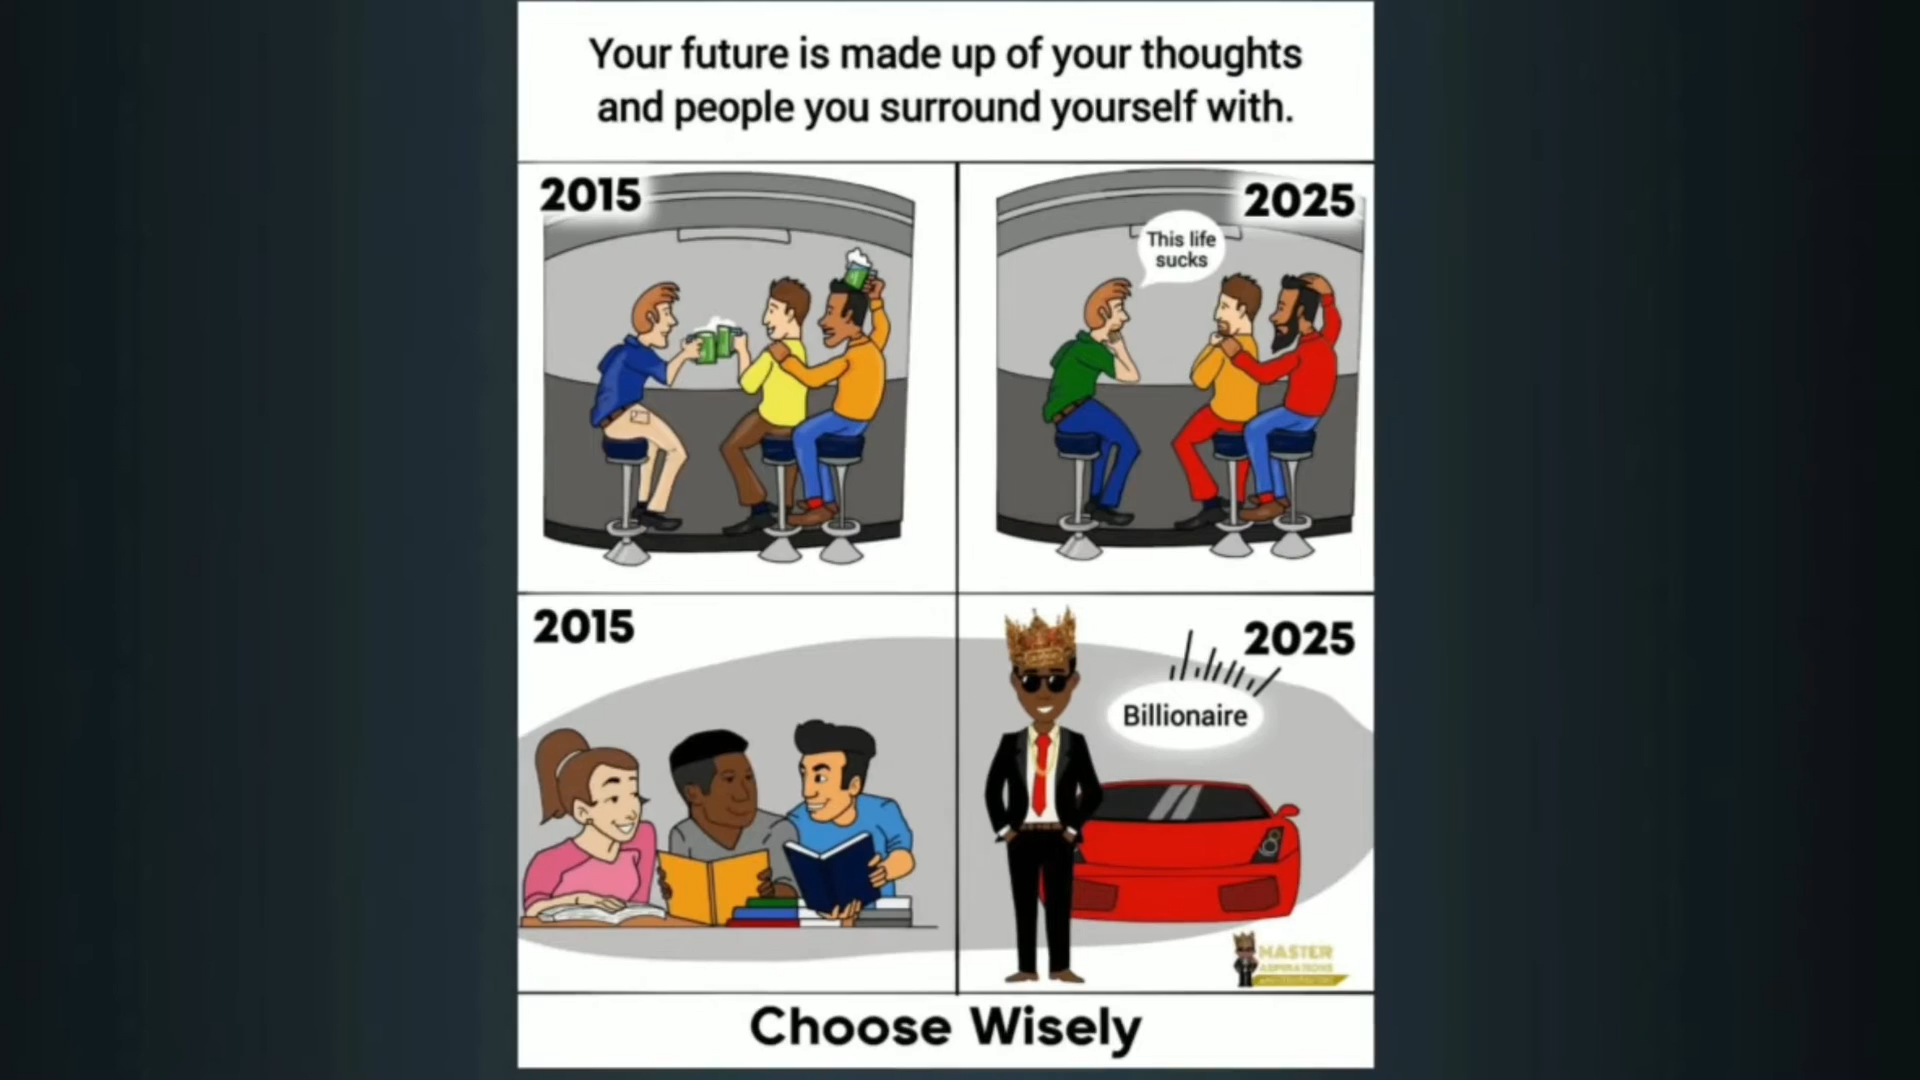 Your future is made up of your thoughts
and people you surround yourself with.
2015
2025
This life
sucks
2015
2025
Billionaire
MASTER
ASPIRATIONS
Choose Wisely